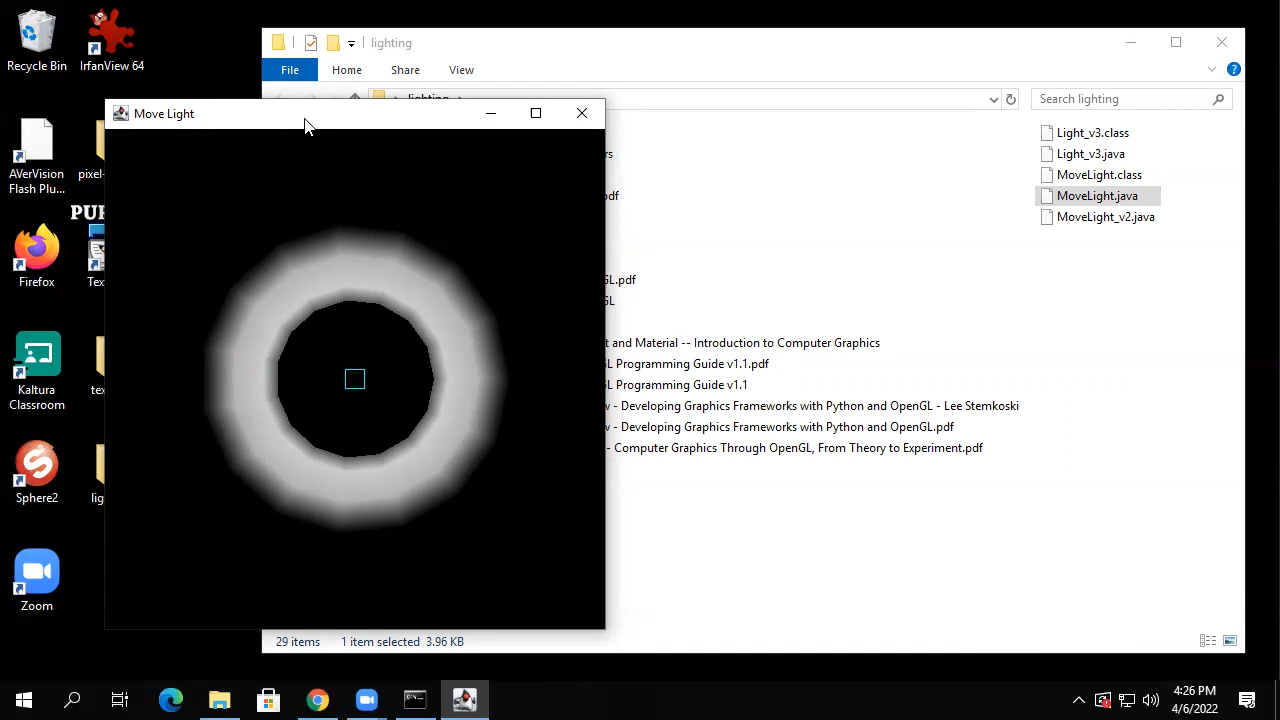 Recycle Bin
IrfanView 64
AVerVision
Flash Plu...
pixel-
PUR
Firefox
Tex
Kaltura
Classroom
tex
Sphere2
lig
Zoom
lighting
File
Home
Share
View
lighting
Search lighting
Move Light
rs
pdf
GL.pdf
GL
t and Material -- Introduction to Computer Graphics
GL Programming Guide v1.1.pdf
GL Programming Guide v1.1
w - Developing Graphics Frameworks with Python and OpenGL - Lee Stemkoski
w - Developing Graphics Frameworks with Python and OpenGL.pdf
- Computer Graphics Through OpenGL, From Theory to Experiment.pdf
Light_v3.class
Light_v3.java
MoveLight.class
MoveLight.java
MoveLight_v2.java
29 items
1 item selected 3.96 KB
4:26 PM
4/6/2022